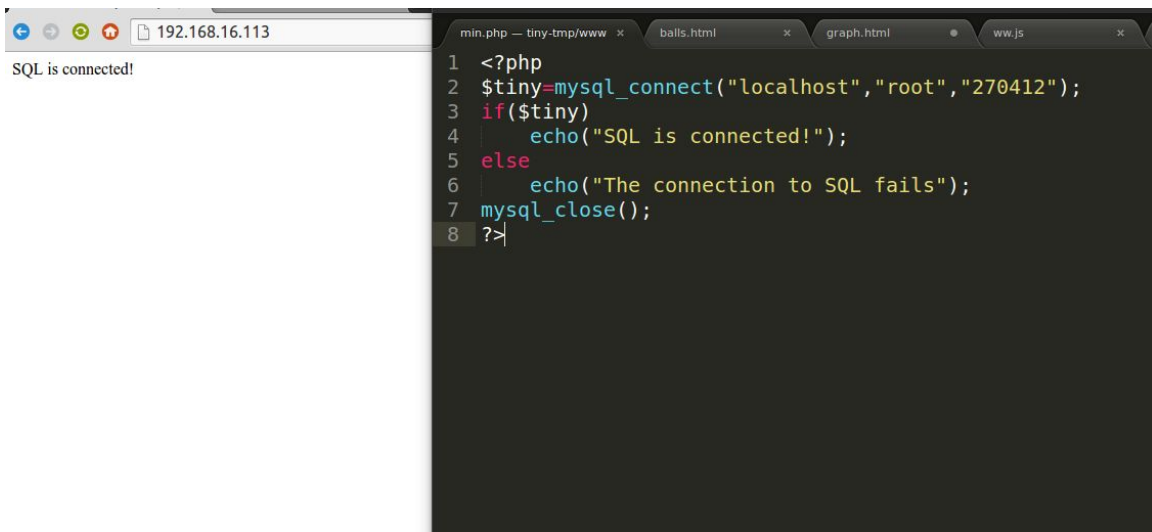 192.168.16.113
SQL is connected!
min.php — tiny-tmp/www × balls.html × graph.html ww.js ×
1 <?php
2 $tiny=mysql_connect("localhost","root","270412");
3 if($tiny)
4     echo("SQL is connected!");
5 else
6     echo("The connection to SQL fails");
7 mysql_close();
8 ?>